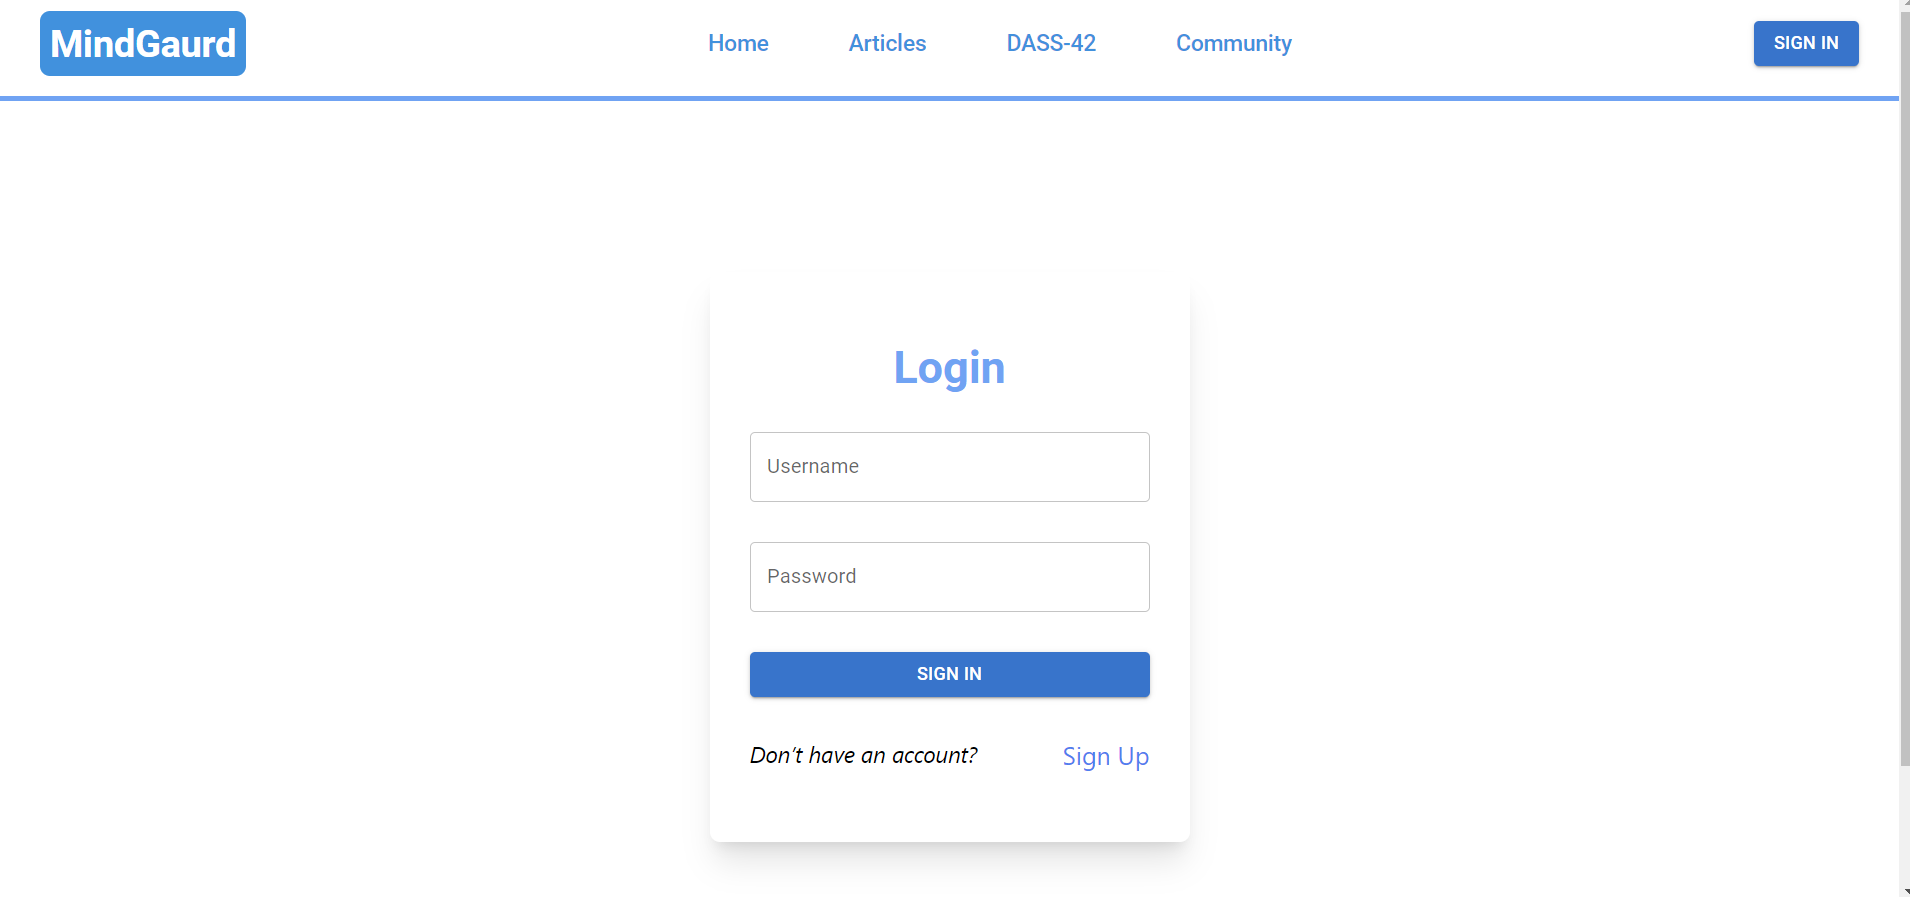 MindGaurd
Home Articles DASS-42 Community
SIGN IN
Login
Username
Password
SIGN IN
Don't have an account? Sign Up